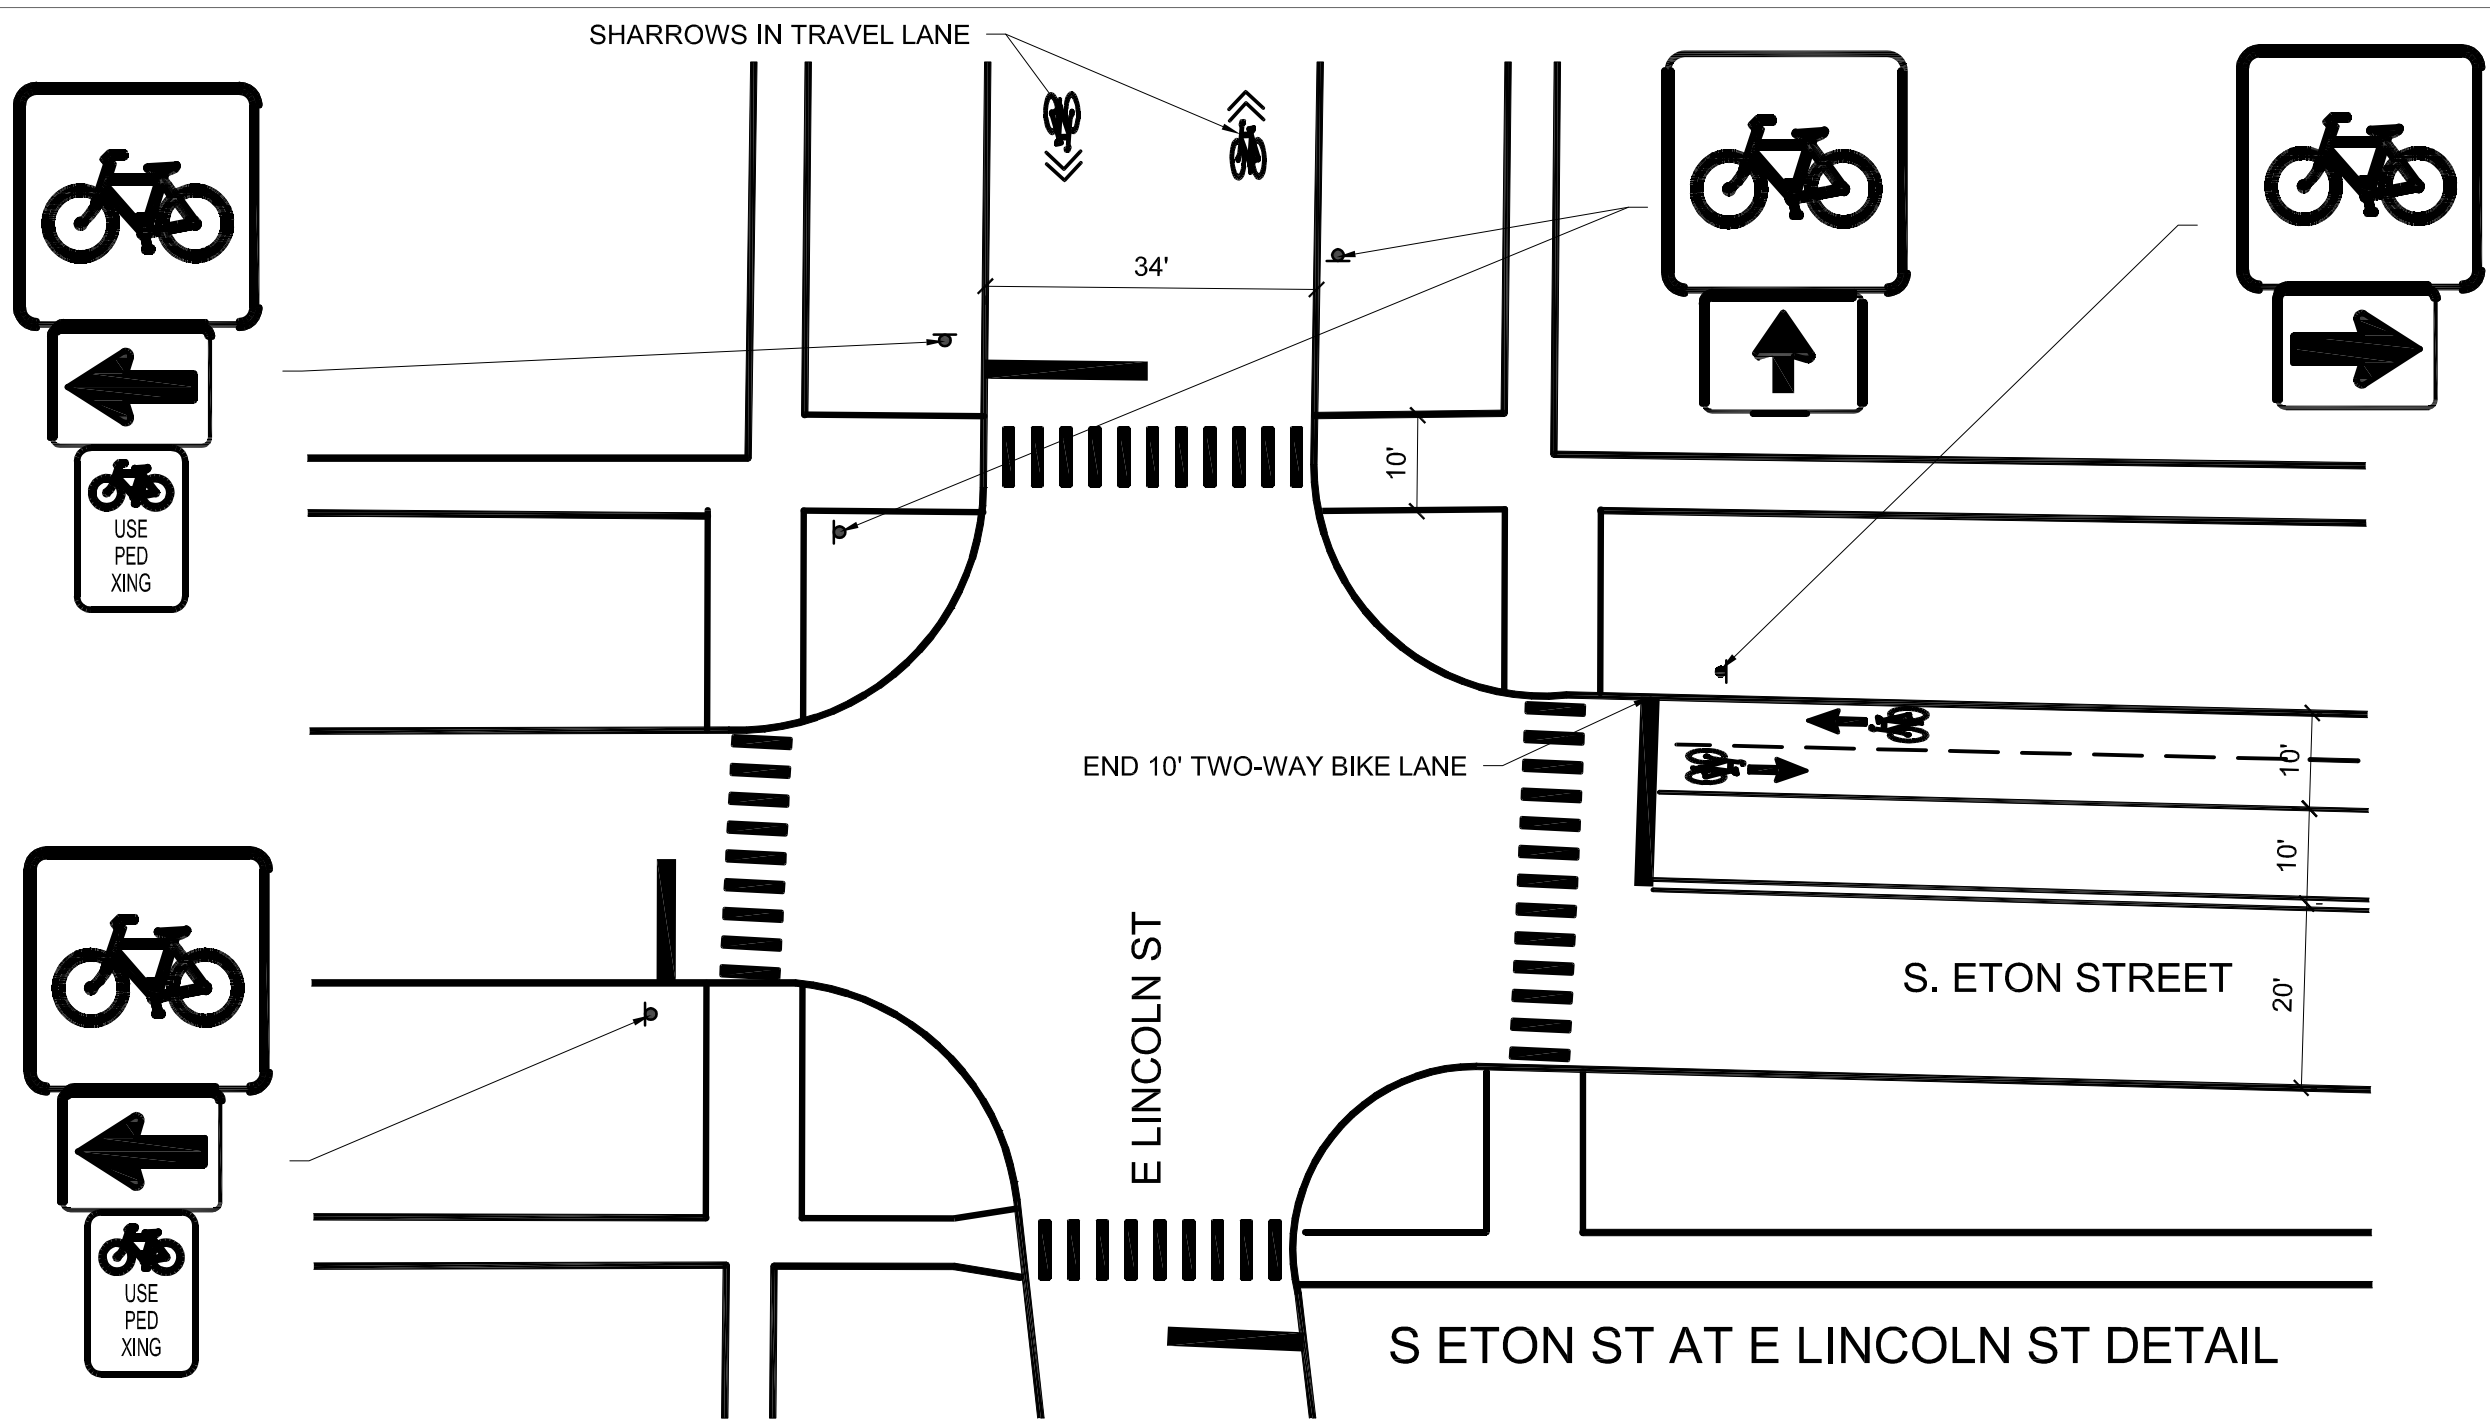 SHARROWS IN TRAVEL LANE
34'
10'
USE
PED
XING
END 10' TWO-WAY BIKE LANE
10'
10'
20'
S. ETON STREET
E LINCOLN ST
USE
PED
XING
S ETON ST AT E LINCOLN ST DETAIL